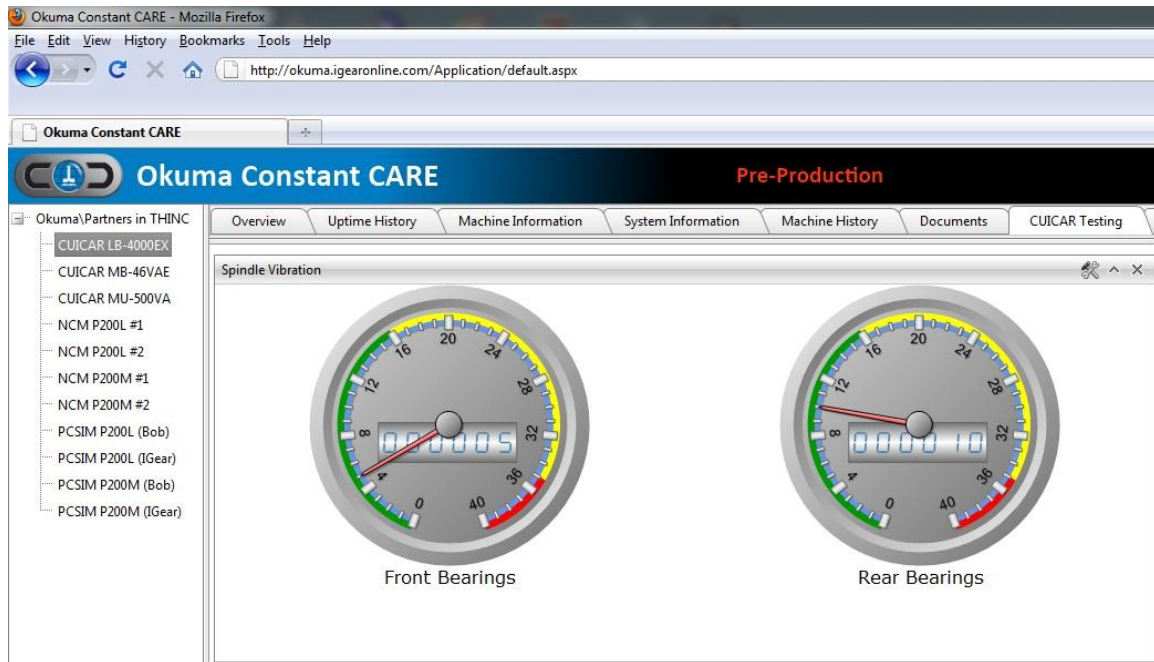 Okuma Constant CARE - Mozilla Firefox
File Edit View History Bookmarks Tools Help
http://okuma.igearonline.com/Application/default.aspx
Okuma Constant CARE
Okuma Constant CARE Pre-Production
Okuma\Partners in THINC
CUICAR LB-4000EX
CUICAR MB-46VAE
CUICAR MU-500VA
NCM P200L #1
NCM P200L #2
NCM P200M #1
NCM P200M #2
PCSIM P200L (Bob)
PCSIM P200L (IGear)
PCSIM P200M (Bob)
PCSIM P200M (IGear)
Overview Uptime History Machine Information System Information Machine History Documents CUICAR Testing
Spindle Vibration
0 4 8 12 16 20 24 28 32 36 40
000005
Front Bearings
0 4 8 12 16 20 24 28 32 36 40
000010
Rear Bearings